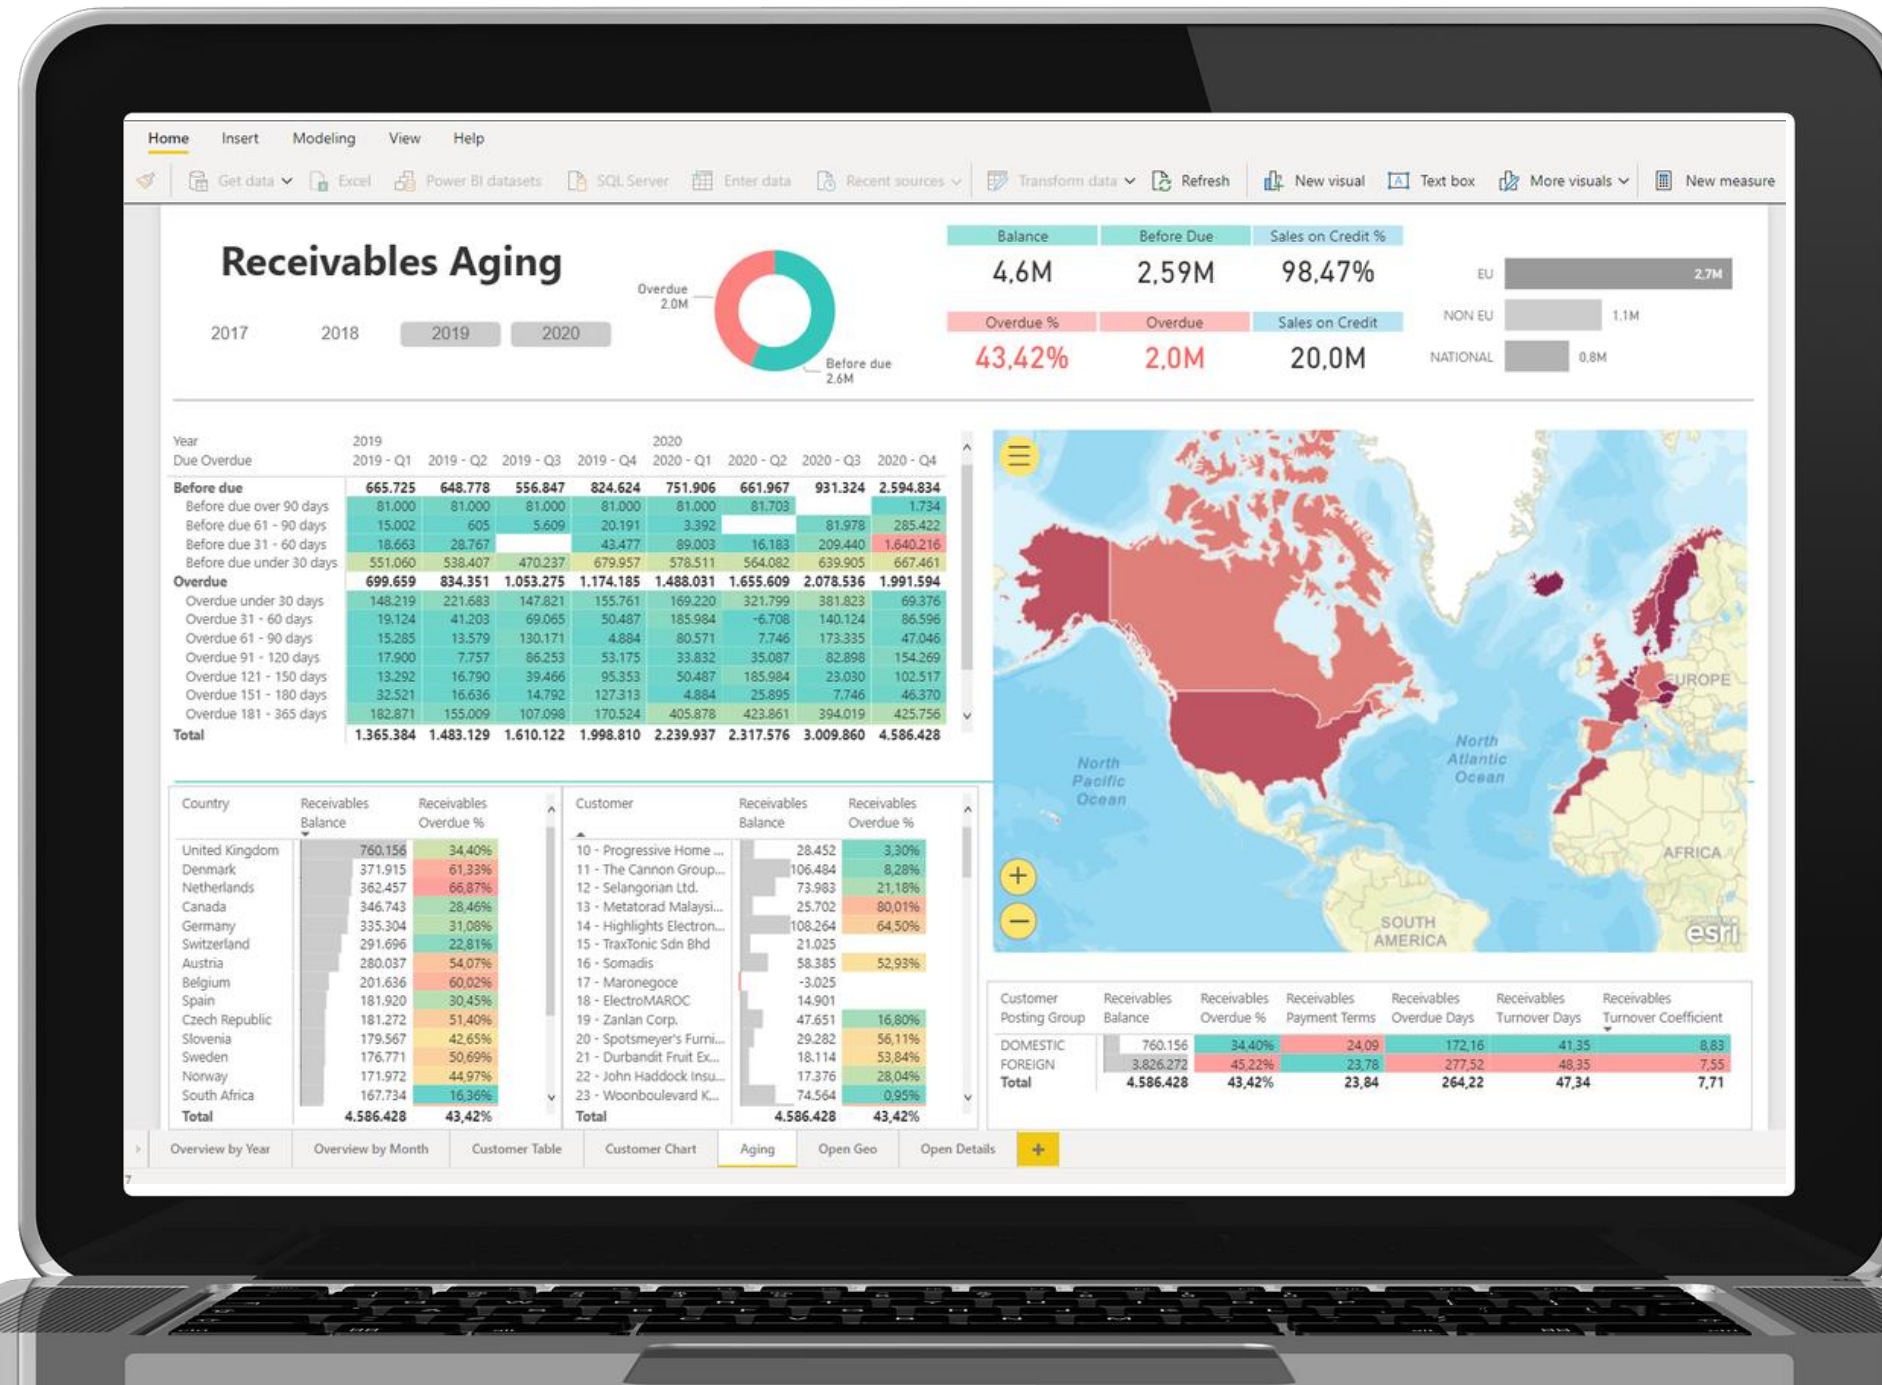 Home Insert Modeling View Help
Get data Excel Power BI datasets SQL Server Enter data Recent sources Transform data Refresh New visual Text box More visuals New measure
Receivables Aging
2017 2018 2019 2020
Overdue
2.0M
Before due
2.6M
Balance Before Due Sales on Credit %
4,6M 2,59M 98,47%
Overdue % Overdue Sales on Credit
43,42% 2,0M 20,0M
EU 2,7M
NON EU 1.1M
NATIONAL 0,8M
Year 2019 2020
Due Overdue 2019 - Q1 2019 - Q2 2019 - Q3 2019 - Q4 2020 - Q1 2020 - Q2 2020 - Q3 2020 - Q4
Before due 665.725 648.778 556.847 824.624 751.906 661.967 931.324 2.594.834
Before due over 90 days 81.000 81.000 81.000 81.000 81.000 81.703 1.734
Before due 61 - 90 days 15.002 605 5.609 20.191 3.392 81.978 285.422
Before due 31 - 60 days 18.663 28.767 43.477 89.003 16.183 209.440 1.640.216
Before due under 30 days 551.060 538.407 470.237 679.957 578.511 564.082 639.905 667.461
Overdue 699.659 834.351 1.053.275 1.174.185 1.488.031 1.655.609 2.078.536 1.991.594
Overdue under 30 days 148.219 221.683 147.821 155.761 169.220 321.799 381.823 69.376
Overdue 31 - 60 days 19.124 41.203 69.065 50.487 185.984 -6.708 140.124 86.596
Overdue 61 - 90 days 15.285 13.579 130.171 4.884 80.571 7.746 173.335 47.046
Overdue 91 - 120 days 17.900 7.757 86.253 53.175 33.832 35.087 82.898 154.269
Overdue 121 - 150 days 13.292 16.790 39.466 95.353 50.487 185.984 23.030 102.517
Overdue 151 - 180 days 32.521 16.636 14.792 127.313 4.884 25.895 7.746 46.370
Overdue 181 - 365 days 182.871 155.009 107.098 170.524 405.878 423.861 394.019 425.756
Total 1.365.384 1.483.129 1.610.122 1.998.810 2.239.937 2.317.576 3.009.860 4.586.428
Country Receivables Receivables
Balance Overdue %
United Kingdom 760.156 34,40%
Denmark 371.915 61,33%
Netherlands 362.457 66,87%
Canada 346.743 28,46%
Germany 335.304 31,08%
Switzerland 291.696 22,81%
Austria 280.037 54,07%
Belgium 201.636 60,02%
Spain 181.920 30,45%
Czech Republic 181.272 51,40%
Slovenia 179.567 42,65%
Sweden 176.771 50,69%
Norway 171.972 44,97%
South Africa 167.734 16,36%
Total 4.586.428 43,42%
Customer Receivables Receivables
Balance Overdue %
10 - Progressive Home ... 28.452 3,30%
11 - The Cannon Group... 106.484 8,28%
12 - Selangorian Ltd. 73.983 21,18%
13 - Metatorad Malaysi... 25.702 80,01%
14 - Highlights Electron... 108.264 64,50%
15 - TraxTonic Sdn Bhd 21.025
16 - Somadis 58.385 52,93%
17 - Maronegoce -3.025
18 - ElectroMAROC 14.901
19 - Zanlan Corp. 47.651 16,80%
20 - Spotsmeyer's Furni... 29.282 56,11%
21 - Durbandit Fruit Ex... 18.114 53,84%
22 - John Haddock Insu... 17.376 28,04%
23 - Woonboulevard K... 74.564 0,95%
Total 4.586.428 43,42%
North
Pacific
Ocean
North
Atlantic
Ocean
EUROPE
AFRICA
SOUTH
AMERICA
esri
Customer Receivables Receivables Receivables Receivables Receivables Receivables
Posting Group Balance Overdue % Payment Terms Overdue Days Turnover Days Turnover Coefficient
DOMESTIC 760.156 34,40% 24,09 172,16 41,35 8,83
FOREIGN 3.826.272 45,22% 23,78 277,52 48,35 7,55
Total 4.586.428 43,42% 23,84 264,22 47,34 7,71
Overview by Year Overview by Month Customer Table Customer Chart Aging Open Geo Open Details +
7